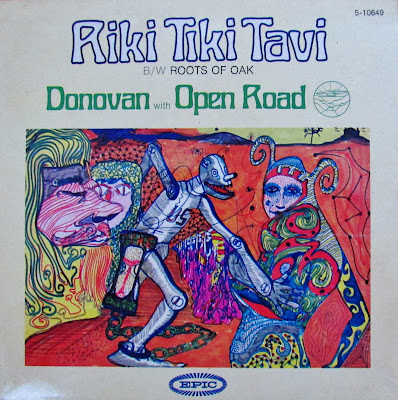 5-10649
Riki Tiki Tavi
B/W ROOTS OF OAK
Donovan with Open Road
EPIC